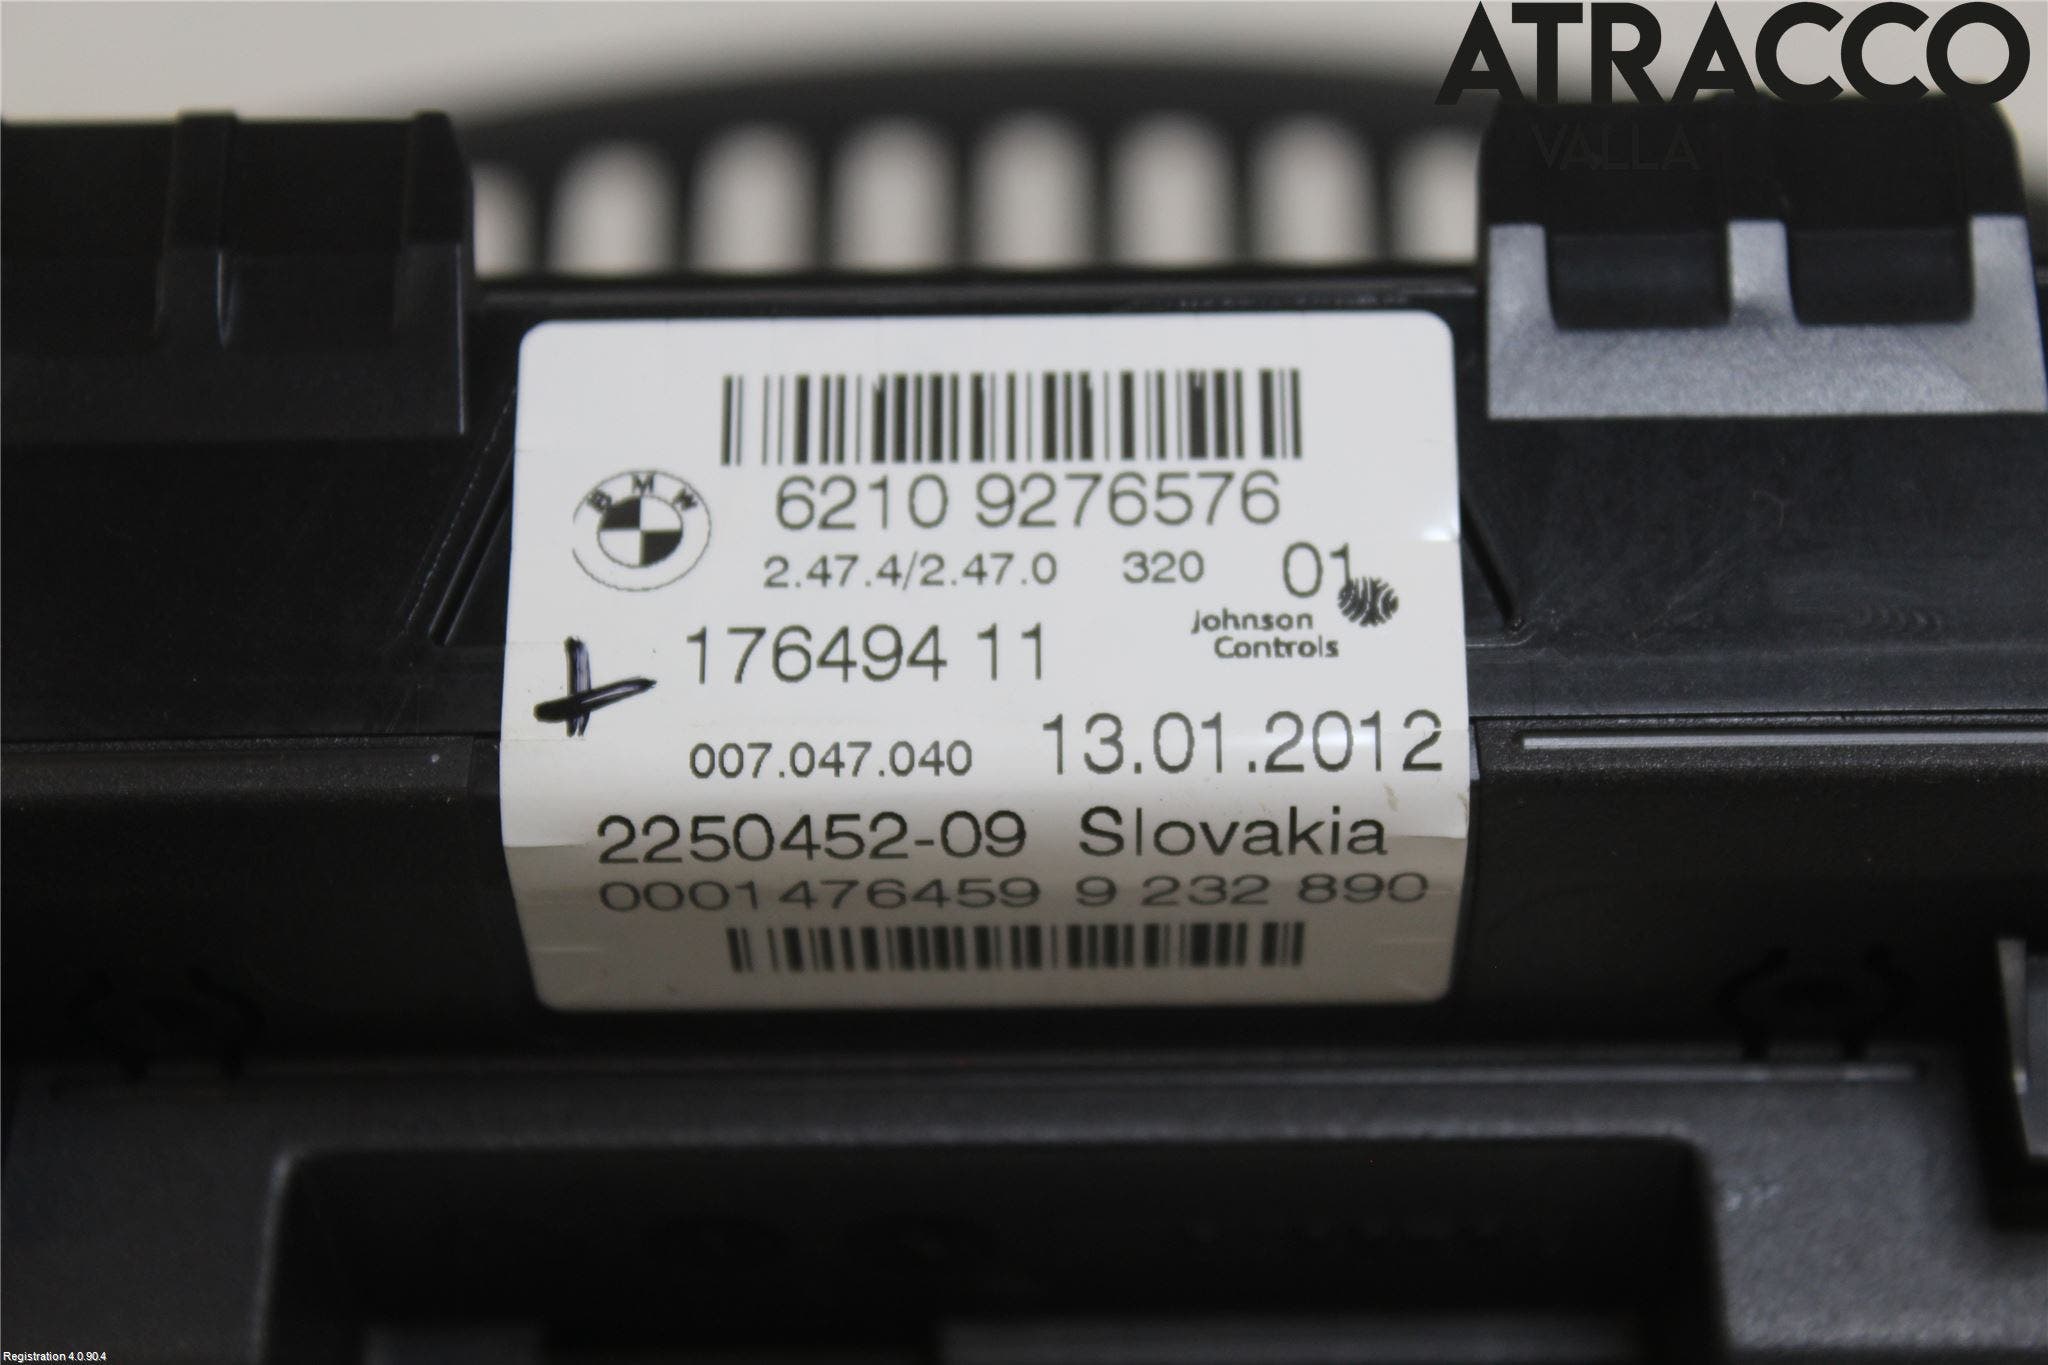 ATRACCO
VALLA
BMW
6210 9276576
2.47.4/2.47.0 320 01
Johnson
Controls
176494 11
007.047.040 13.01.2012
2250452-09 Slovakia
0001476459 9 232 890
Registration 4.0.90.4